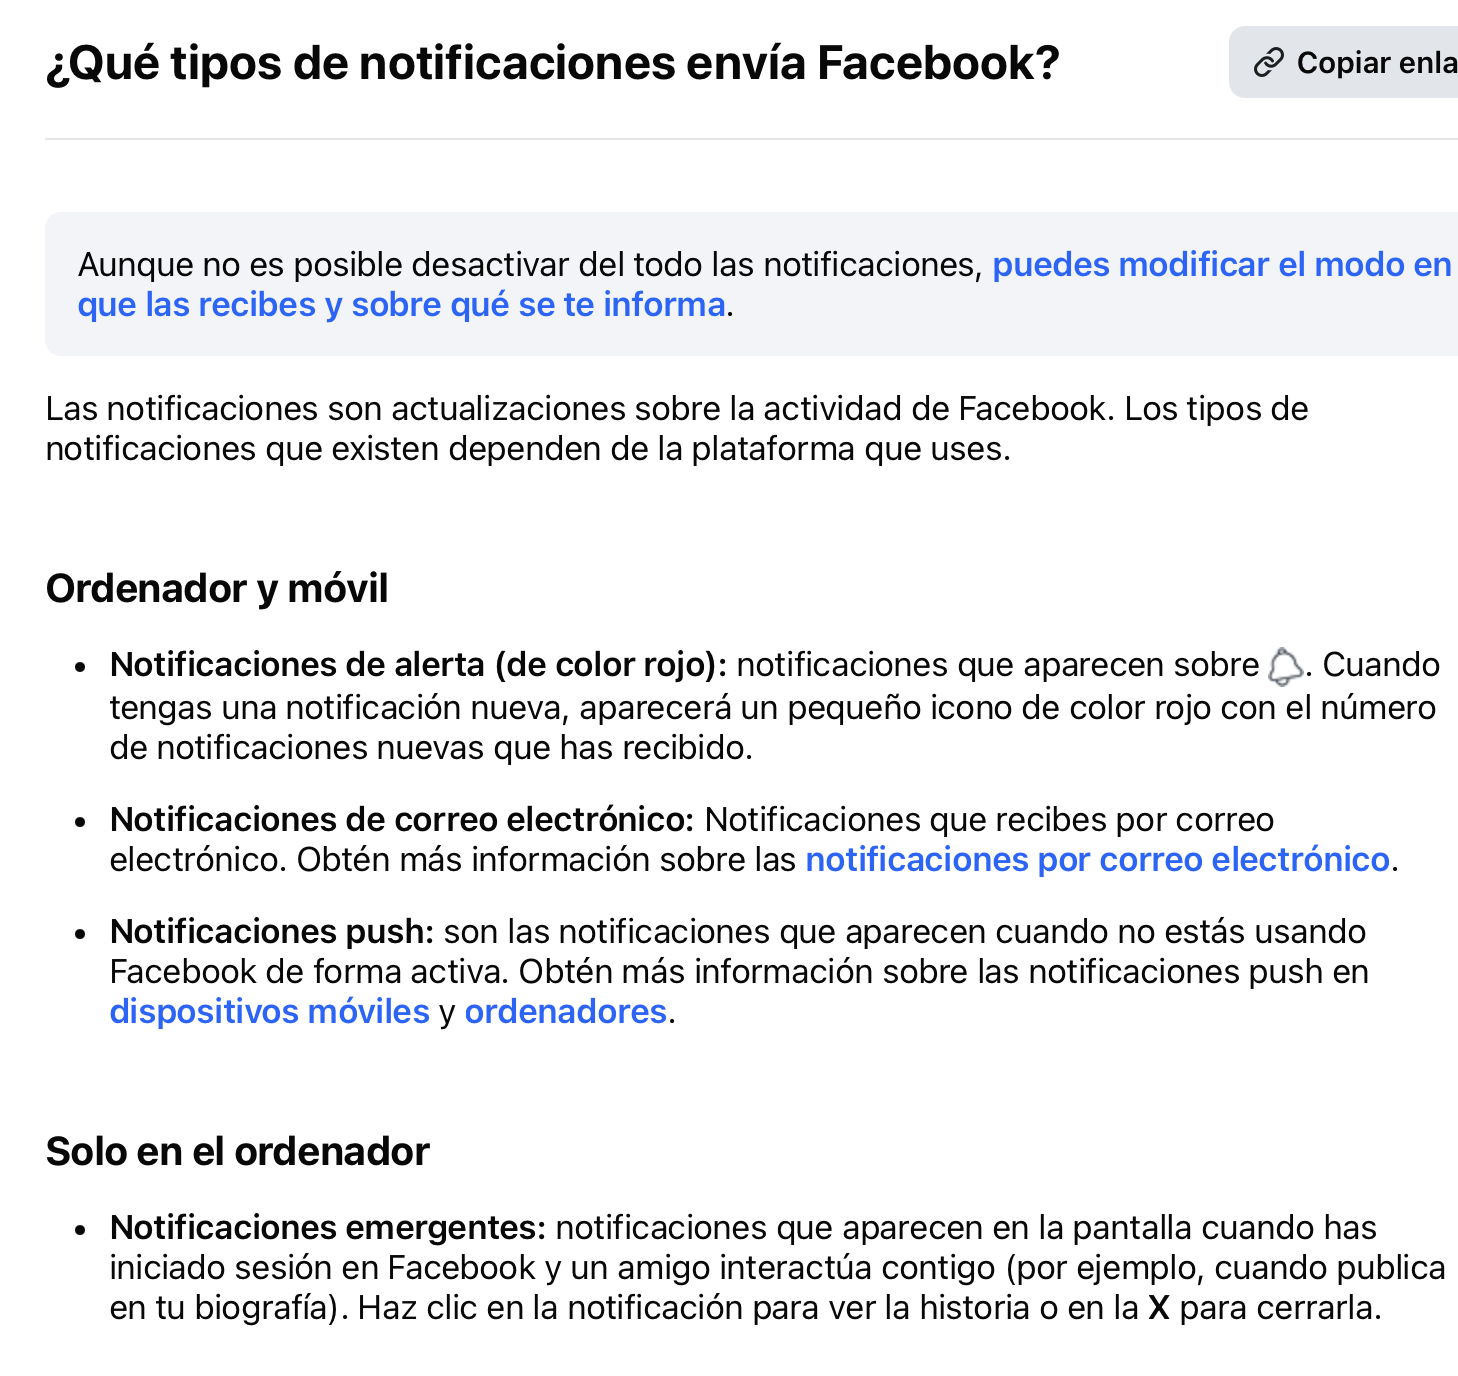 ¿Qué tipos de notificaciones envía Facebook?
Copiar enla
Aunque no es posible desactivar del todo las notificaciones, puedes modificar el modo en
que las recibes y sobre qué se te informa.
Las notificaciones son actualizaciones sobre la actividad de Facebook. Los tipos de
notificaciones que existen dependen de la plataforma que uses.
Ordenador y móvil
• Notificaciones de alerta (de color rojo): notificaciones que aparecen sobre . Cuando
tengas una notificación nueva, aparecerá un pequeño icono de color rojo con el número
de notificaciones nuevas que has recibido.
• Notificaciones de correo electrónico: Notificaciones que recibes por correo
electrónico. Obtén más información sobre las notificaciones por correo electrónico.
• Notificaciones push: son las notificaciones que aparecen cuando no estás usando
Facebook de forma activa. Obtén más información sobre las notificaciones push en
dispositivos móviles y ordenadores.
Solo en el ordenador
• Notificaciones emergentes: notificaciones que aparecen en la pantalla cuando has
iniciado sesión en Facebook y un amigo interactúa contigo (por ejemplo, cuando publica
en tu biografía). Haz clic en la notificación para ver la historia o en la X para cerrarla.